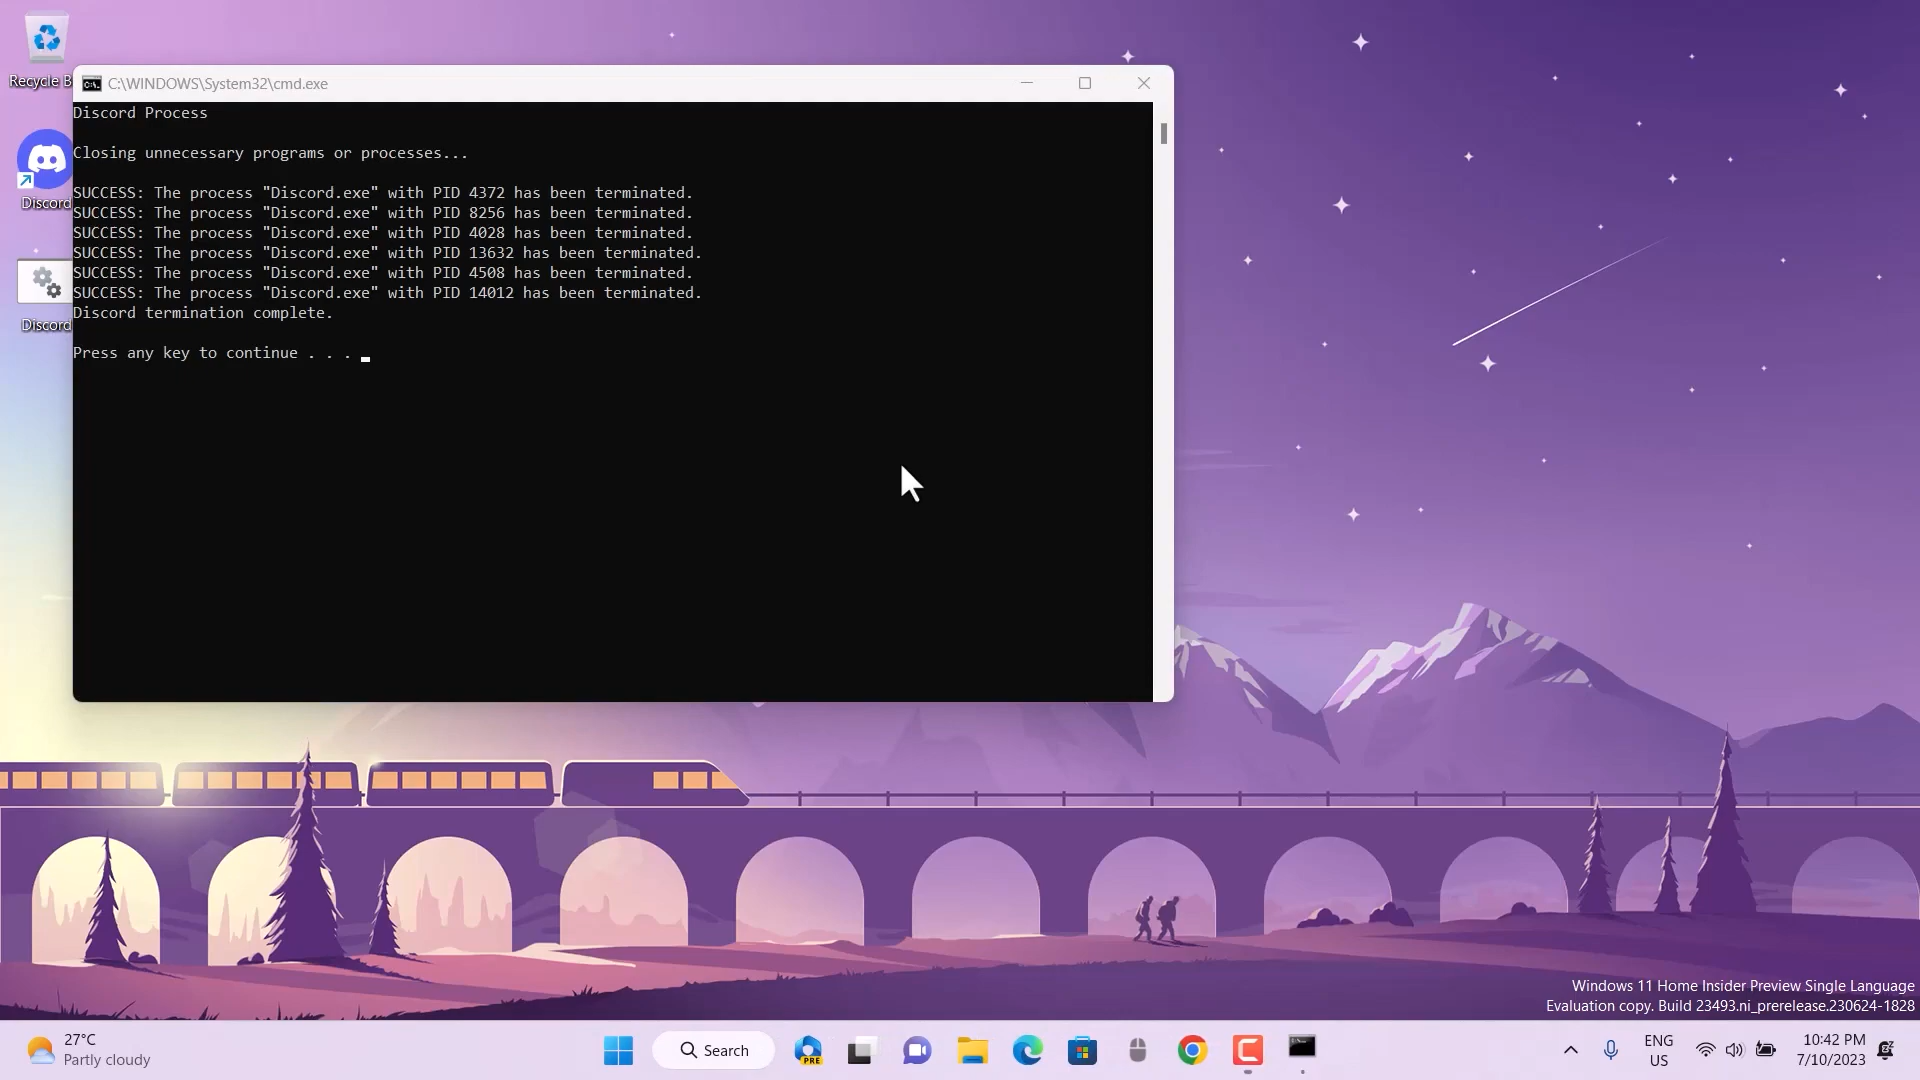 Recycle B
Discord
Discord
C:\WINDOWS\System32\cmd.exe
Discord Process
Closing unnecessary programs or processes...
SUCCESS: The process "Discord.exe" with PID 4372 has been terminated.
SUCCESS: The process "Discord.exe" with PID 8256 has been terminated.
SUCCESS: The process "Discord.exe" with PID 4028 has been terminated.
SUCCESS: The process "Discord.exe" with PID 13632 has been terminated.
SUCCESS: The process "Discord.exe" with PID 4508 has been terminated.
SUCCESS: The process "Discord.exe" with PID 14012 has been terminated.
Discord termination complete.
Press any key to continue . . .
Windows 11 Home Insider Preview Single Language
Evaluation copy. Build 23493.ni_prerelease.230624-1828
27°C
Partly cloudy
Search
PRE
ENG
US
10:42 PM
7/10/2023